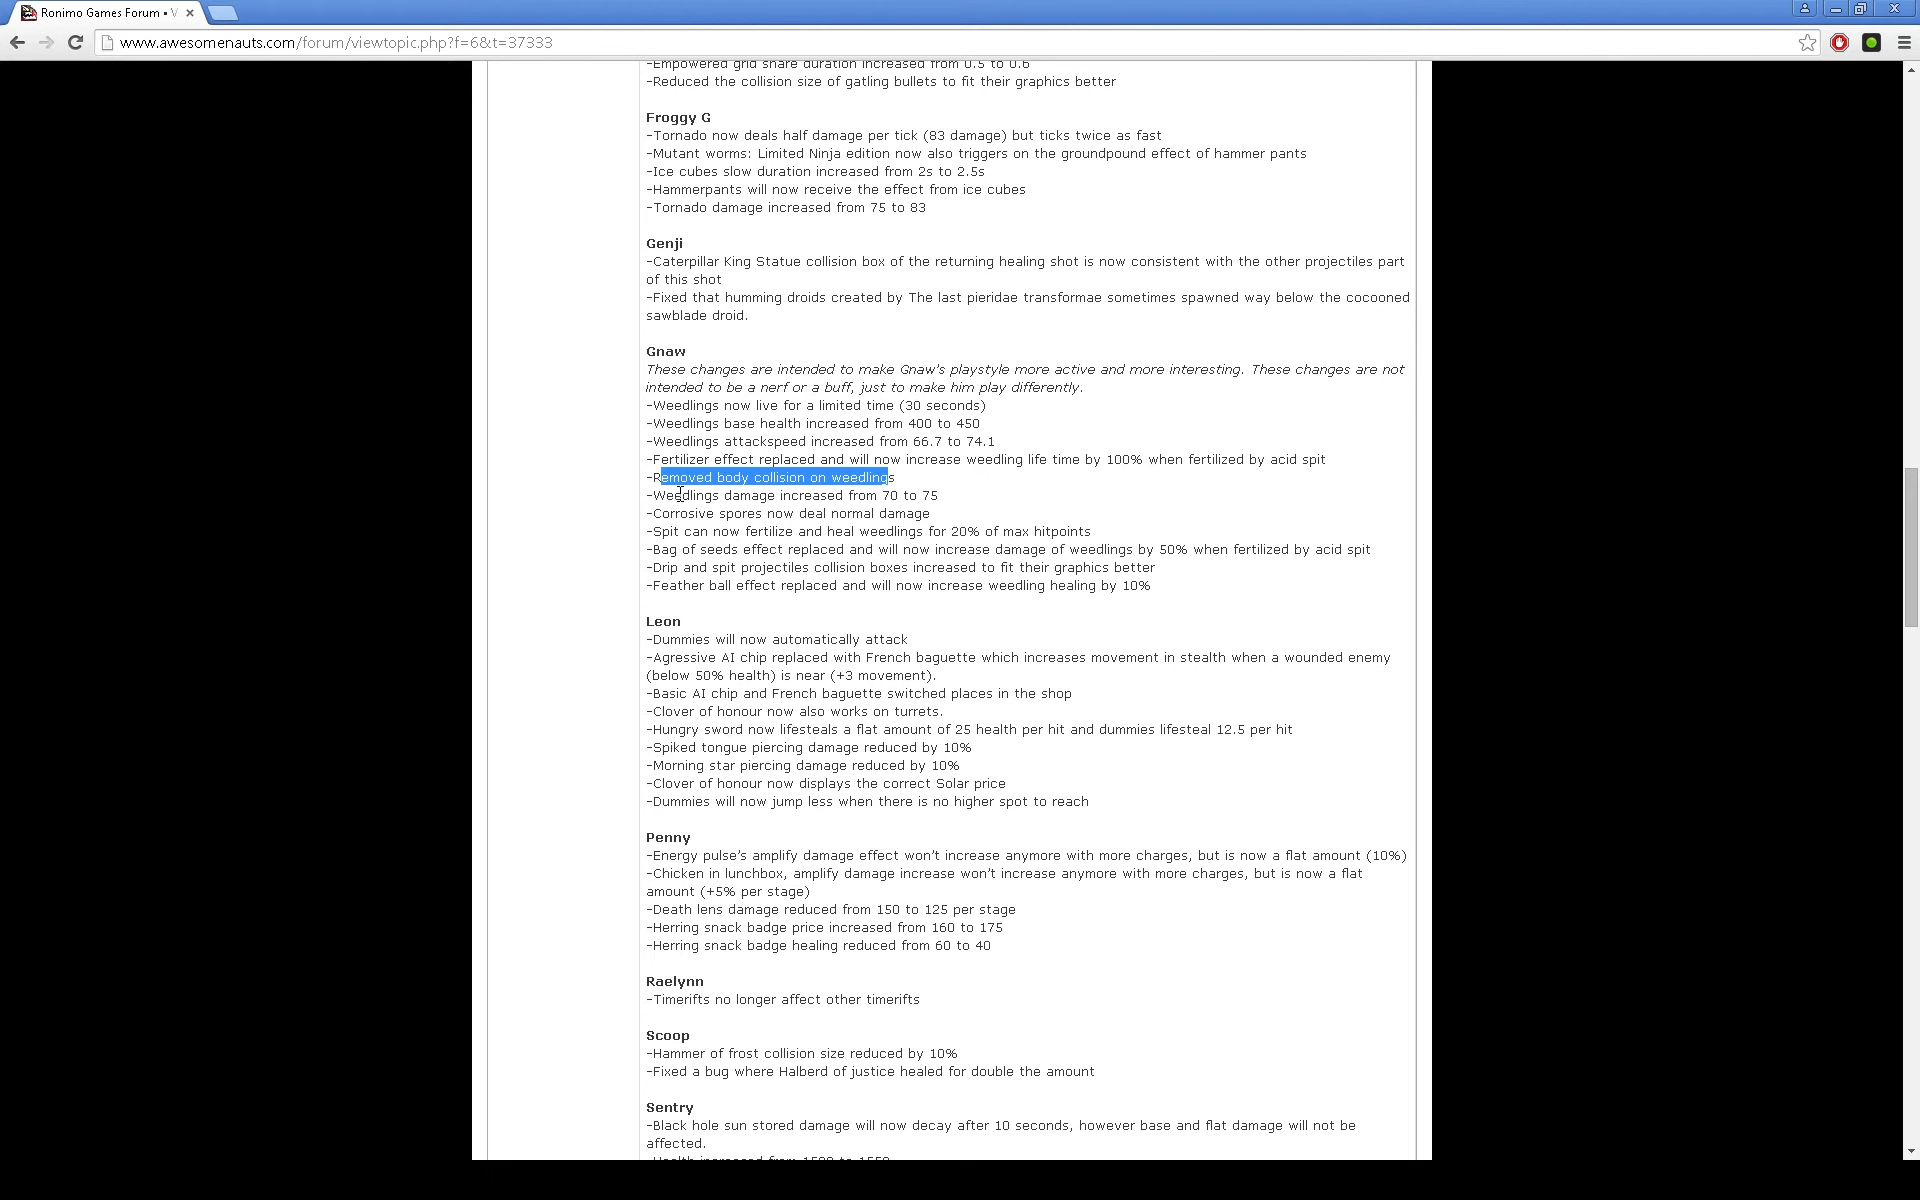 Ronimo Games Forum • V
www.awesomenauts.com/forum/viewtopic.php?f=6&t=37333
-Empowered grid share duration increased from 0.5 to 0.6
-Reduced the collision size of gatling bullets to fit their graphics better
Froggy G
-Tornado now deals half damage per tick (83 damage) but ticks twice as fast
-Mutant worms: Limited Ninja edition now also triggers on the groundpound effect of hammer pants
-Ice cubes slow duration increased from 2s to 2.5s
-Hammerpants will now receive the effect from ice cubes
-Tornado damage increased from 75 to 83
Genji
-Caterpillar King Statue collision box of the returning healing shot is now consistent with the other projectiles part
of this shot
-Fixed that humming droids created by The last pieridae transformae sometimes spawned way below the cocooned
sawblade droid.
Gnaw
These changes are intended to make Gnaw's playstyle more active and more interesting. These changes are not
intended to be a nerf or a buff, just to make him play differently.
-Weedlings now live for a limited time (30 seconds)
-Weedlings base health increased from 400 to 450
-Weedlings attackspeed increased from 66.7 to 74.1
-Fertilizer effect replaced and will now increase weedling life time by 100% when fertilized by acid spit
-Removed body collision on weedlings
-Weedlings damage increased from 70 to 75
-Corrosive spores now deal normal damage
-Spit can now fertilize and heal weedlings for 20% of max hitpoints
-Bag of seeds effect replaced and will now increase damage of weedlings by 50% when fertilized by acid spit
-Drip and spit projectiles collision boxes increased to fit their graphics better
-Feather ball effect replaced and will now increase weedling healing by 10%
Leon
-Dummies will now automatically attack
-Agressive AI chip replaced with French baguette which increases movement in stealth when a wounded enemy
(below 50% health) is near (+3 movement).
-Basic AI chip and French baguette switched places in the shop
-Clover of honour now also works on turrets.
-Hungry sword now lifesteals a flat amount of 25 health per hit and dummies lifesteal 12.5 per hit
-Spiked tongue piercing damage reduced by 10%
-Morning star piercing damage reduced by 10%
-Clover of honour now displays the correct Solar price
-Dummies will now jump less when there is no higher spot to reach
Penny
-Energy pulse's amplify damage effect won't increase anymore with more charges, but is now a flat amount (10%)
-Chicken in lunchbox, amplify damage increase won't increase anymore with more charges, but is now a flat
amount (+5% per stage)
-Death lens damage reduced from 150 to 125 per stage
-Herring snack badge price increased from 160 to 175
-Herring snack badge healing reduced from 60 to 40
Raelynn
-Timerifts no longer affect other timerifts
Scoop
-Hammer of frost collision size reduced by 10%
-Fixed a bug where Halberd of justice healed for double the amount
Sentry
-Black hole sun stored damage will now decay after 10 seconds, however base and flat damage will not be
affected.
-Health increased from 1500 to 1550